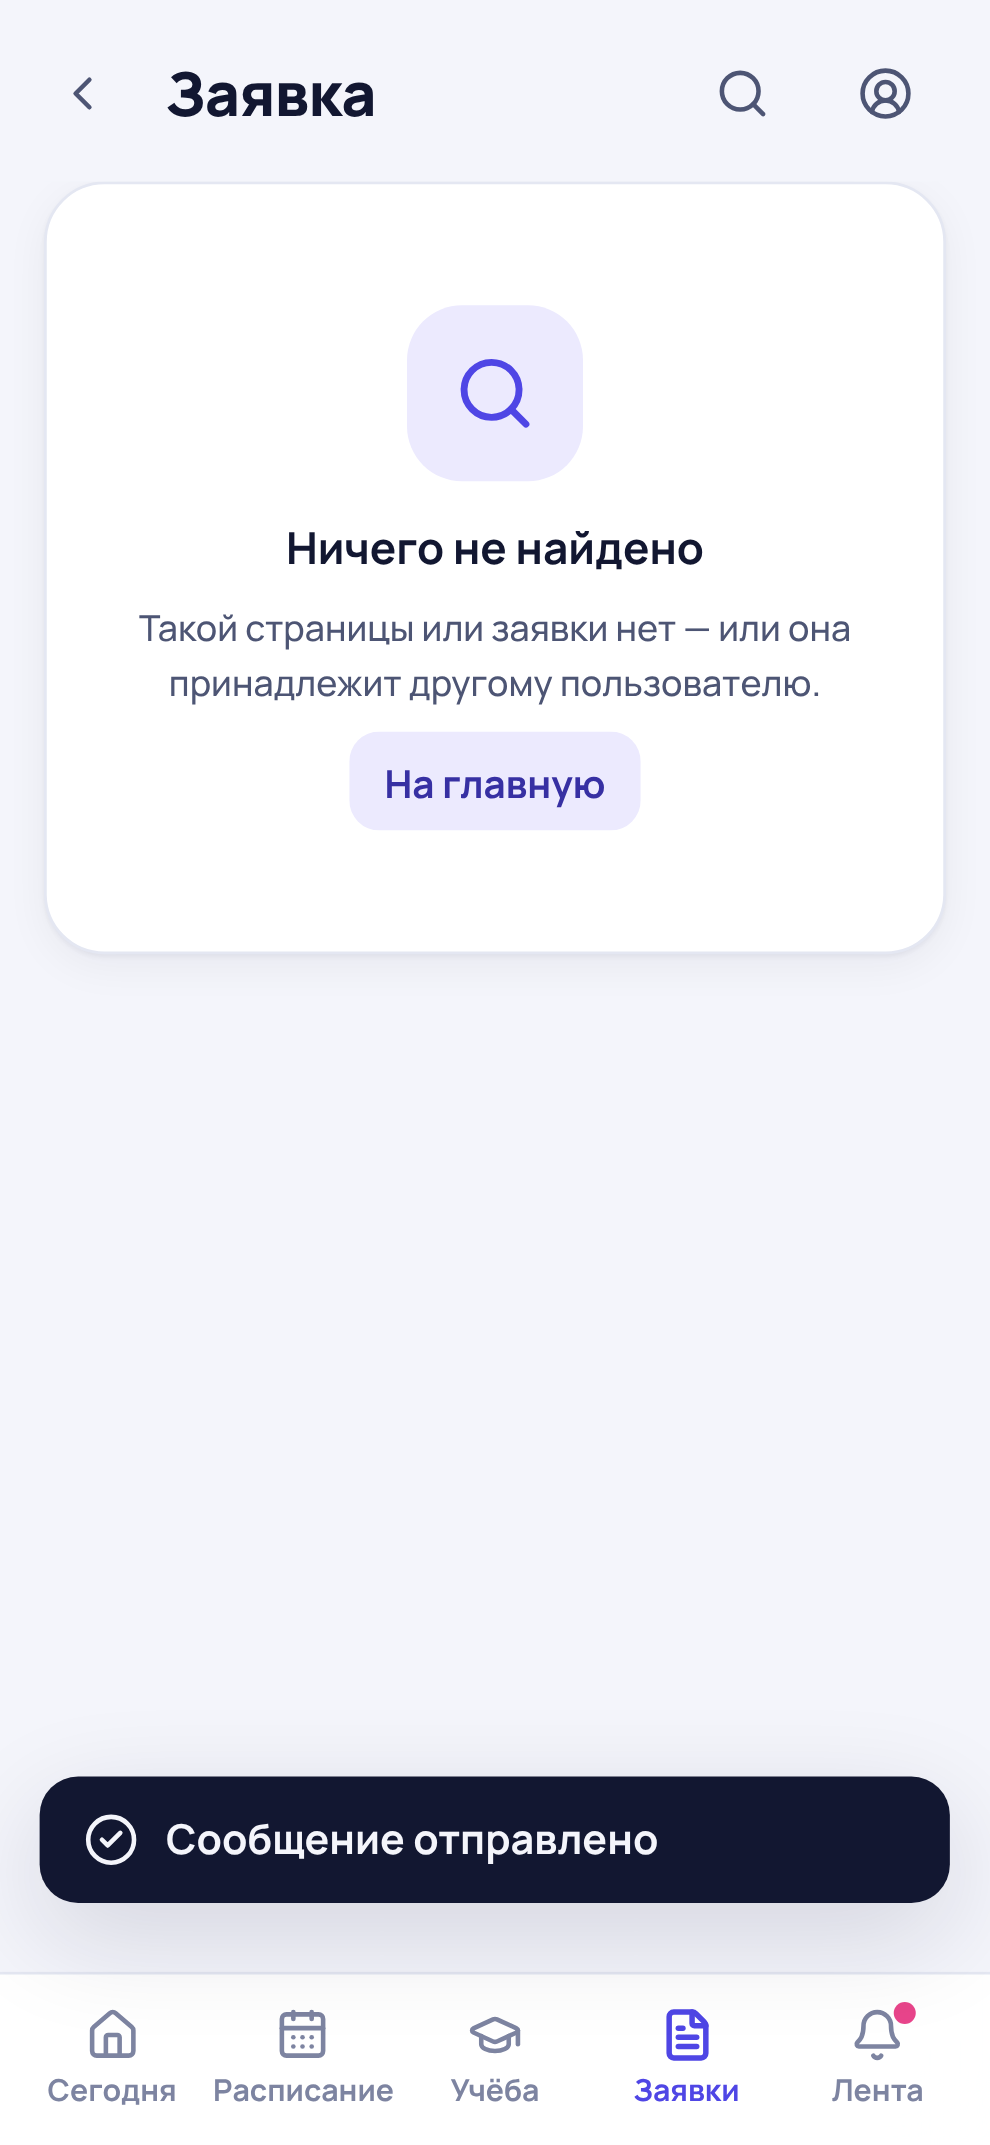 Заявка
Ничего не найдено
Такой страницы или заявки нет — или она
принадлежит другому пользователю.
На главную
Сообщение отправлено
Сегодня
Расписание
Учёба
Заявки
Лента